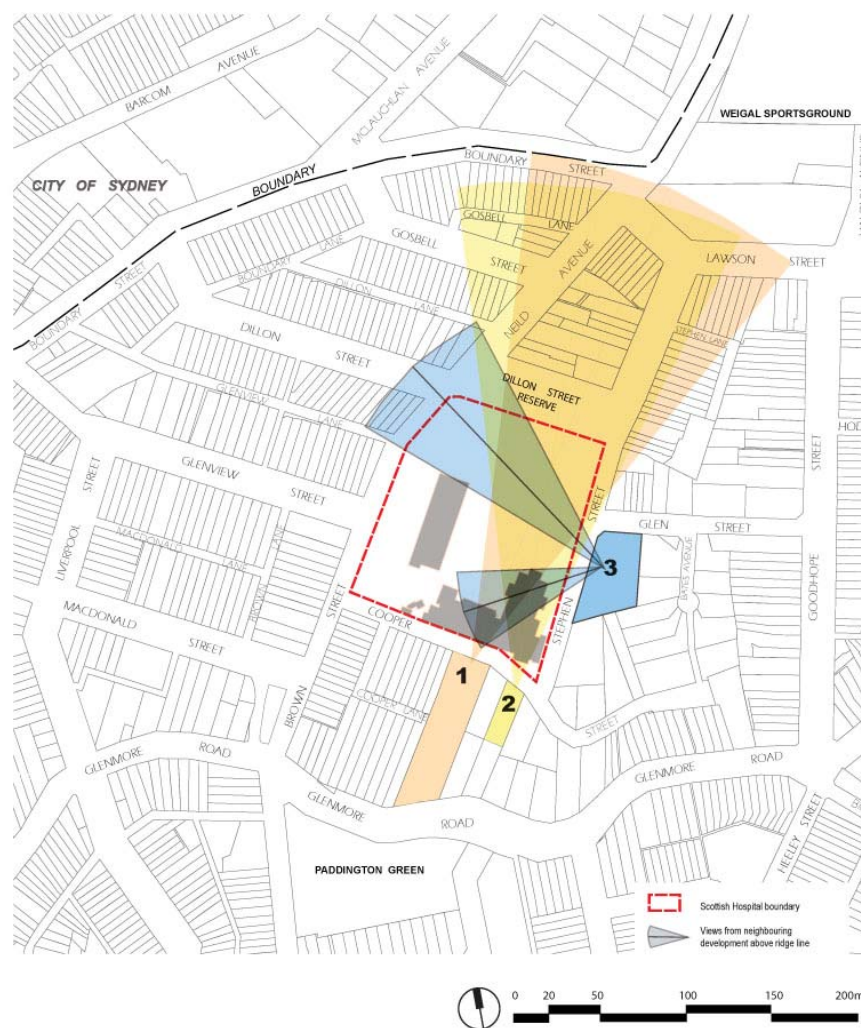 BARCOM AVENUE
MCLAUCHLAN AVENUE
WEIGAL SPORTSGROUND
CITY OF SYDNEY
BOUNDARY
BOUNDARY STREET
GOSBELL LANE
GOSBELL STREET
NEILD AVENUE
LAWSON STREET
BOUNDARY STREET
BOUNDARY LANE
DILLON LANE
STEPHEN LANE
DILLON STREET
DILLON STREET
RESERVE
GLENVIEW LANE
GLENVIEW STREET
LIVERPOOL STREET
MACDONALD LANE
BROWN LANE
GLEN STREET
BATES AVENUE
GOODHOPE STREET
3
MACDONALD STREET
BROWN STREET
COOPER STREET
STEPHEN STREET
1
2
COOPER LANE
GLENMORE ROAD
GLENMORE ROAD
GLENMORE ROAD
HEELEY STREET
PADDINGTON GREEN
Scottish Hospital boundary
Views from neighbouring
development above ridge line
0 20 50 100 150 200m